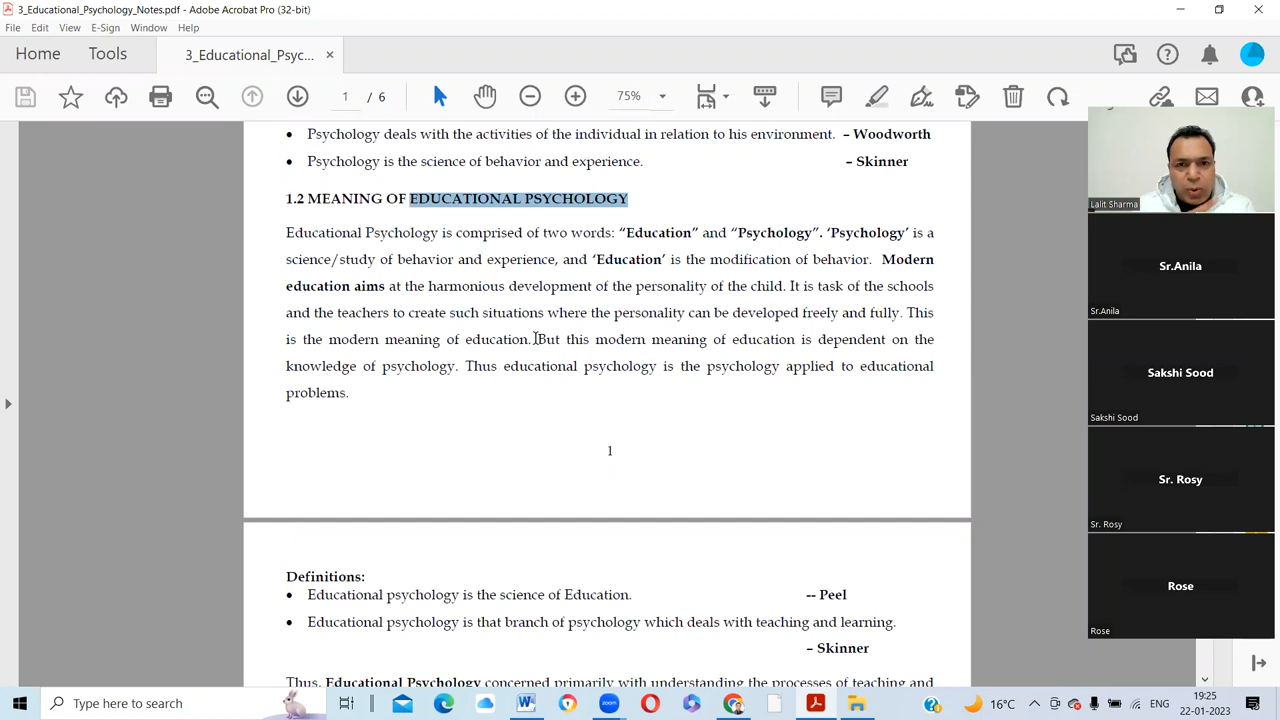 3_Educational_Psychology_Notes.pdf - Adobe Acrobat Pro (32-bit)
File Edit View E-Sign Window Help
Home Tools 3_Educational_Psyc... ×
1 / 6 75%
• Psychology deals with the activities of the individual in relation to his environment. – Woodworth
• Psychology is the science of behavior and experience. – Skinner
1.2 MEANING OF EDUCATIONAL PSYCHOLOGY
Educational Psychology is comprised of two words: “Education” and “Psychology”. ‘Psychology’ is a
science/study of behavior and experience, and ‘Education’ is the modification of behavior. Modern
education aims at the harmonious development of the personality of the child. It is task of the schools
and the teachers to create such situations where the personality can be developed freely and fully. This
is the modern meaning of education. But this modern meaning of education is dependent on the
knowledge of psychology. Thus educational psychology is the psychology applied to educational
problems.
1
Definitions:
• Educational psychology is the science of Education. -- Peel
• Educational psychology is that branch of psychology which deals with teaching and learning.
– Skinner
Thus, Educational Psychology concerned primarily with understanding the processes of teaching and
Lalit Sharma
Sr.Anila
Sr.Anila
Sakshi Sood
Sakshi Sood
Sr. Rosy
Sr. Rosy
Rose
Rose
Type here to search
zoom
16°C
ENG
19:25
22-01-2023